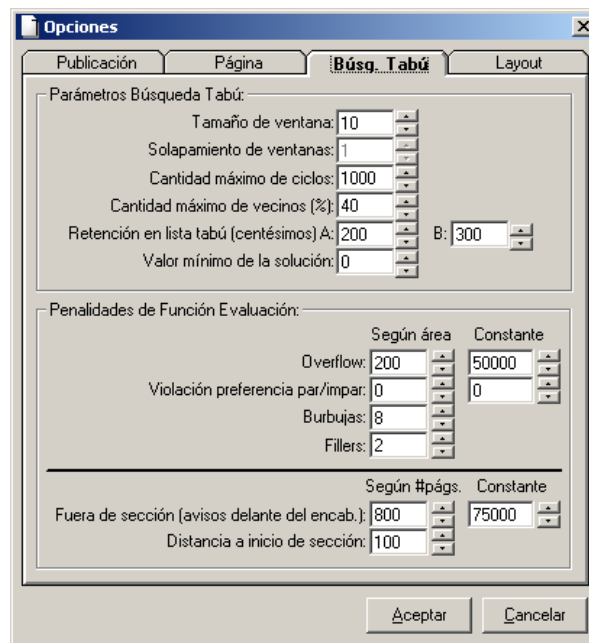 Opciones
Publicación Página Búsq. Tabú Layout
Parámetros Búsqueda Tabú:
Tamaño de ventana: 10
Solapamiento de ventanas: 1
Cantidad máximo de ciclos: 1000
Cantidad máximo de vecinos (%): 40
Retención en lista tabú (centésimos) A: 200 B: 300
Valor mínimo de la solución: 0
Penalidades de Función Evaluación:
Según área Constante
Overflow: 200 50000
Violación preferencia par/impar: 0 0
Burbujas: 8
Fillers: 2
Según #págs. Constante
Fuera de sección (avisos delante del encab.): 800 75000
Distancia a inicio de sección: 100
Aceptar Cancelar